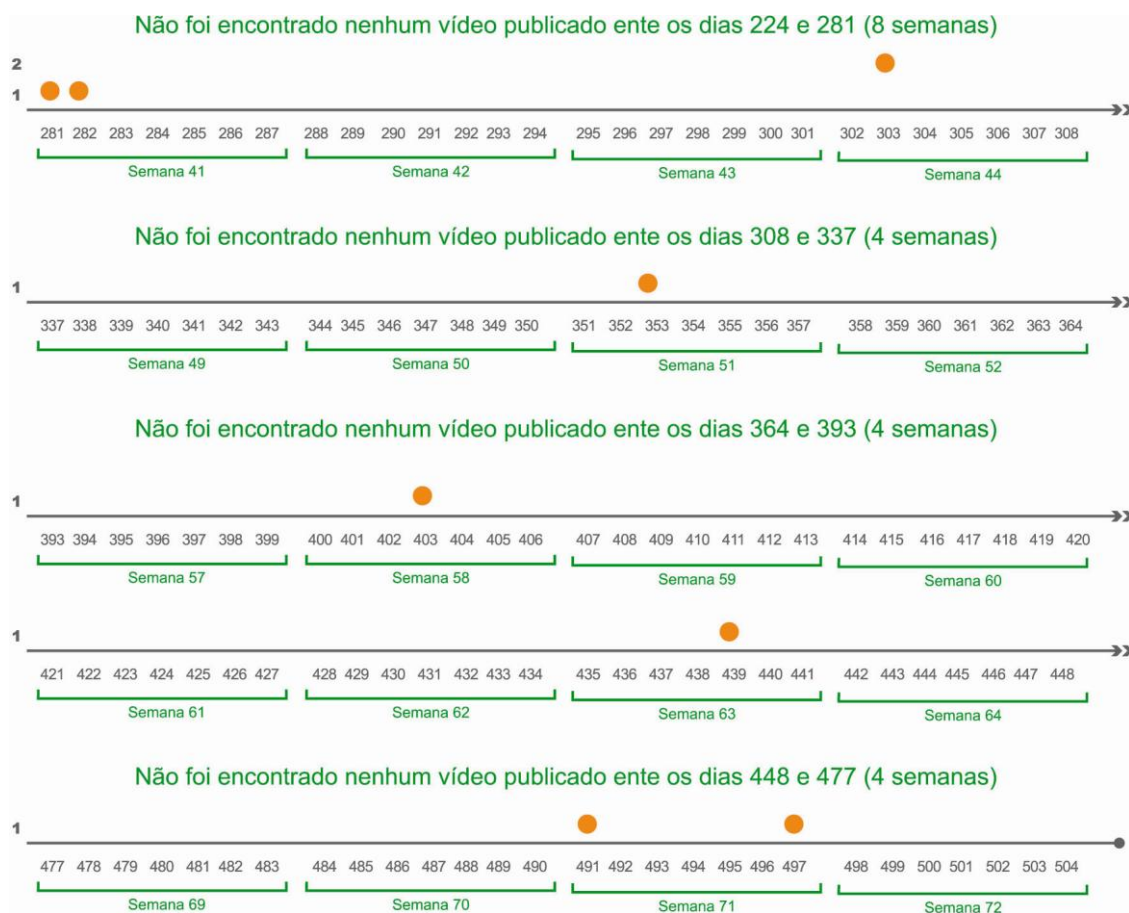 Não foi encontrado nenhum vídeo publicado ente os dias 224 e 281 (8 semanas)
2
1
281 282 283 284 285 286 287 288 289 290 291 292 293 294 295 296 297 298 299 300 301 302 303 304 305 306 307 308
Semana 41 Semana 42 Semana 43 Semana 44
Não foi encontrado nenhum vídeo publicado ente os dias 308 e 337 (4 semanas)
1
337 338 339 340 341 342 343 344 345 346 347 348 349 350 351 352 353 354 355 356 357 358 359 360 361 362 363 364
Semana 49 Semana 50 Semana 51 Semana 52
Não foi encontrado nenhum vídeo publicado ente os dias 364 e 393 (4 semanas)
1
393 394 395 396 397 398 399 400 401 402 403 404 405 406 407 408 409 410 411 412 413 414 415 416 417 418 419 420
Semana 57 Semana 58 Semana 59 Semana 60
1
421 422 423 424 425 426 427 428 429 430 431 432 433 434 435 436 437 438 439 440 441 442 443 444 445 446 447 448
Semana 61 Semana 62 Semana 63 Semana 64
Não foi encontrado nenhum vídeo publicado ente os dias 448 e 477 (4 semanas)
1
477 478 479 480 481 482 483 484 485 486 487 488 489 490 491 492 493 494 495 496 497 498 499 500 501 502 503 504
Semana 69 Semana 70 Semana 71 Semana 72